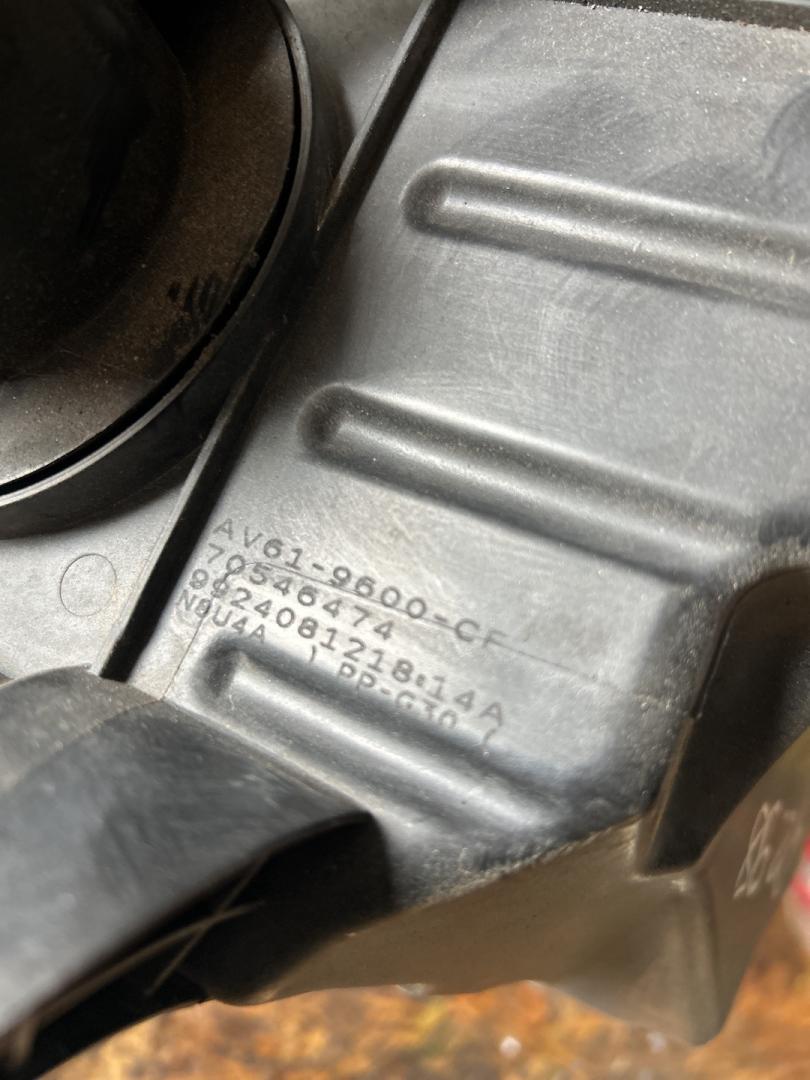 AV61-9600-CF
70546474
9924081218:14A
N8U4A ) PP-G30 (